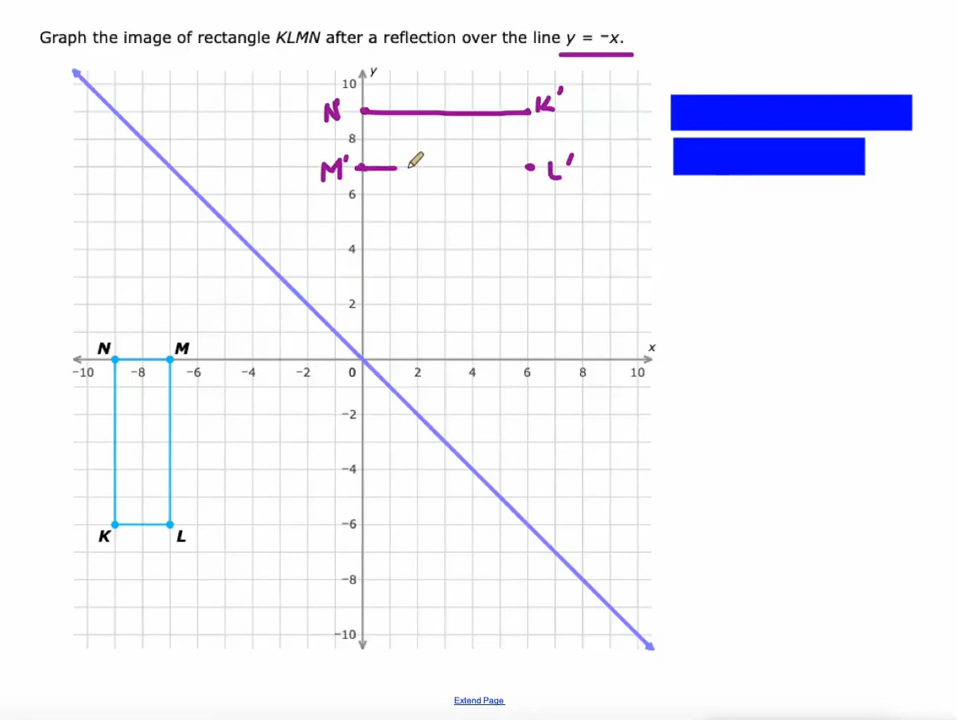 Graph the image of rectangle KLMN after a reflection over the line y = −x.
y
10
N'
K'
8
M'
L'
6
4
2
N
M
x
−10
−8
−6
−4
−2
0
2
4
6
8
10
−2
−4
−6
K
L
−8
−10
Extend Page